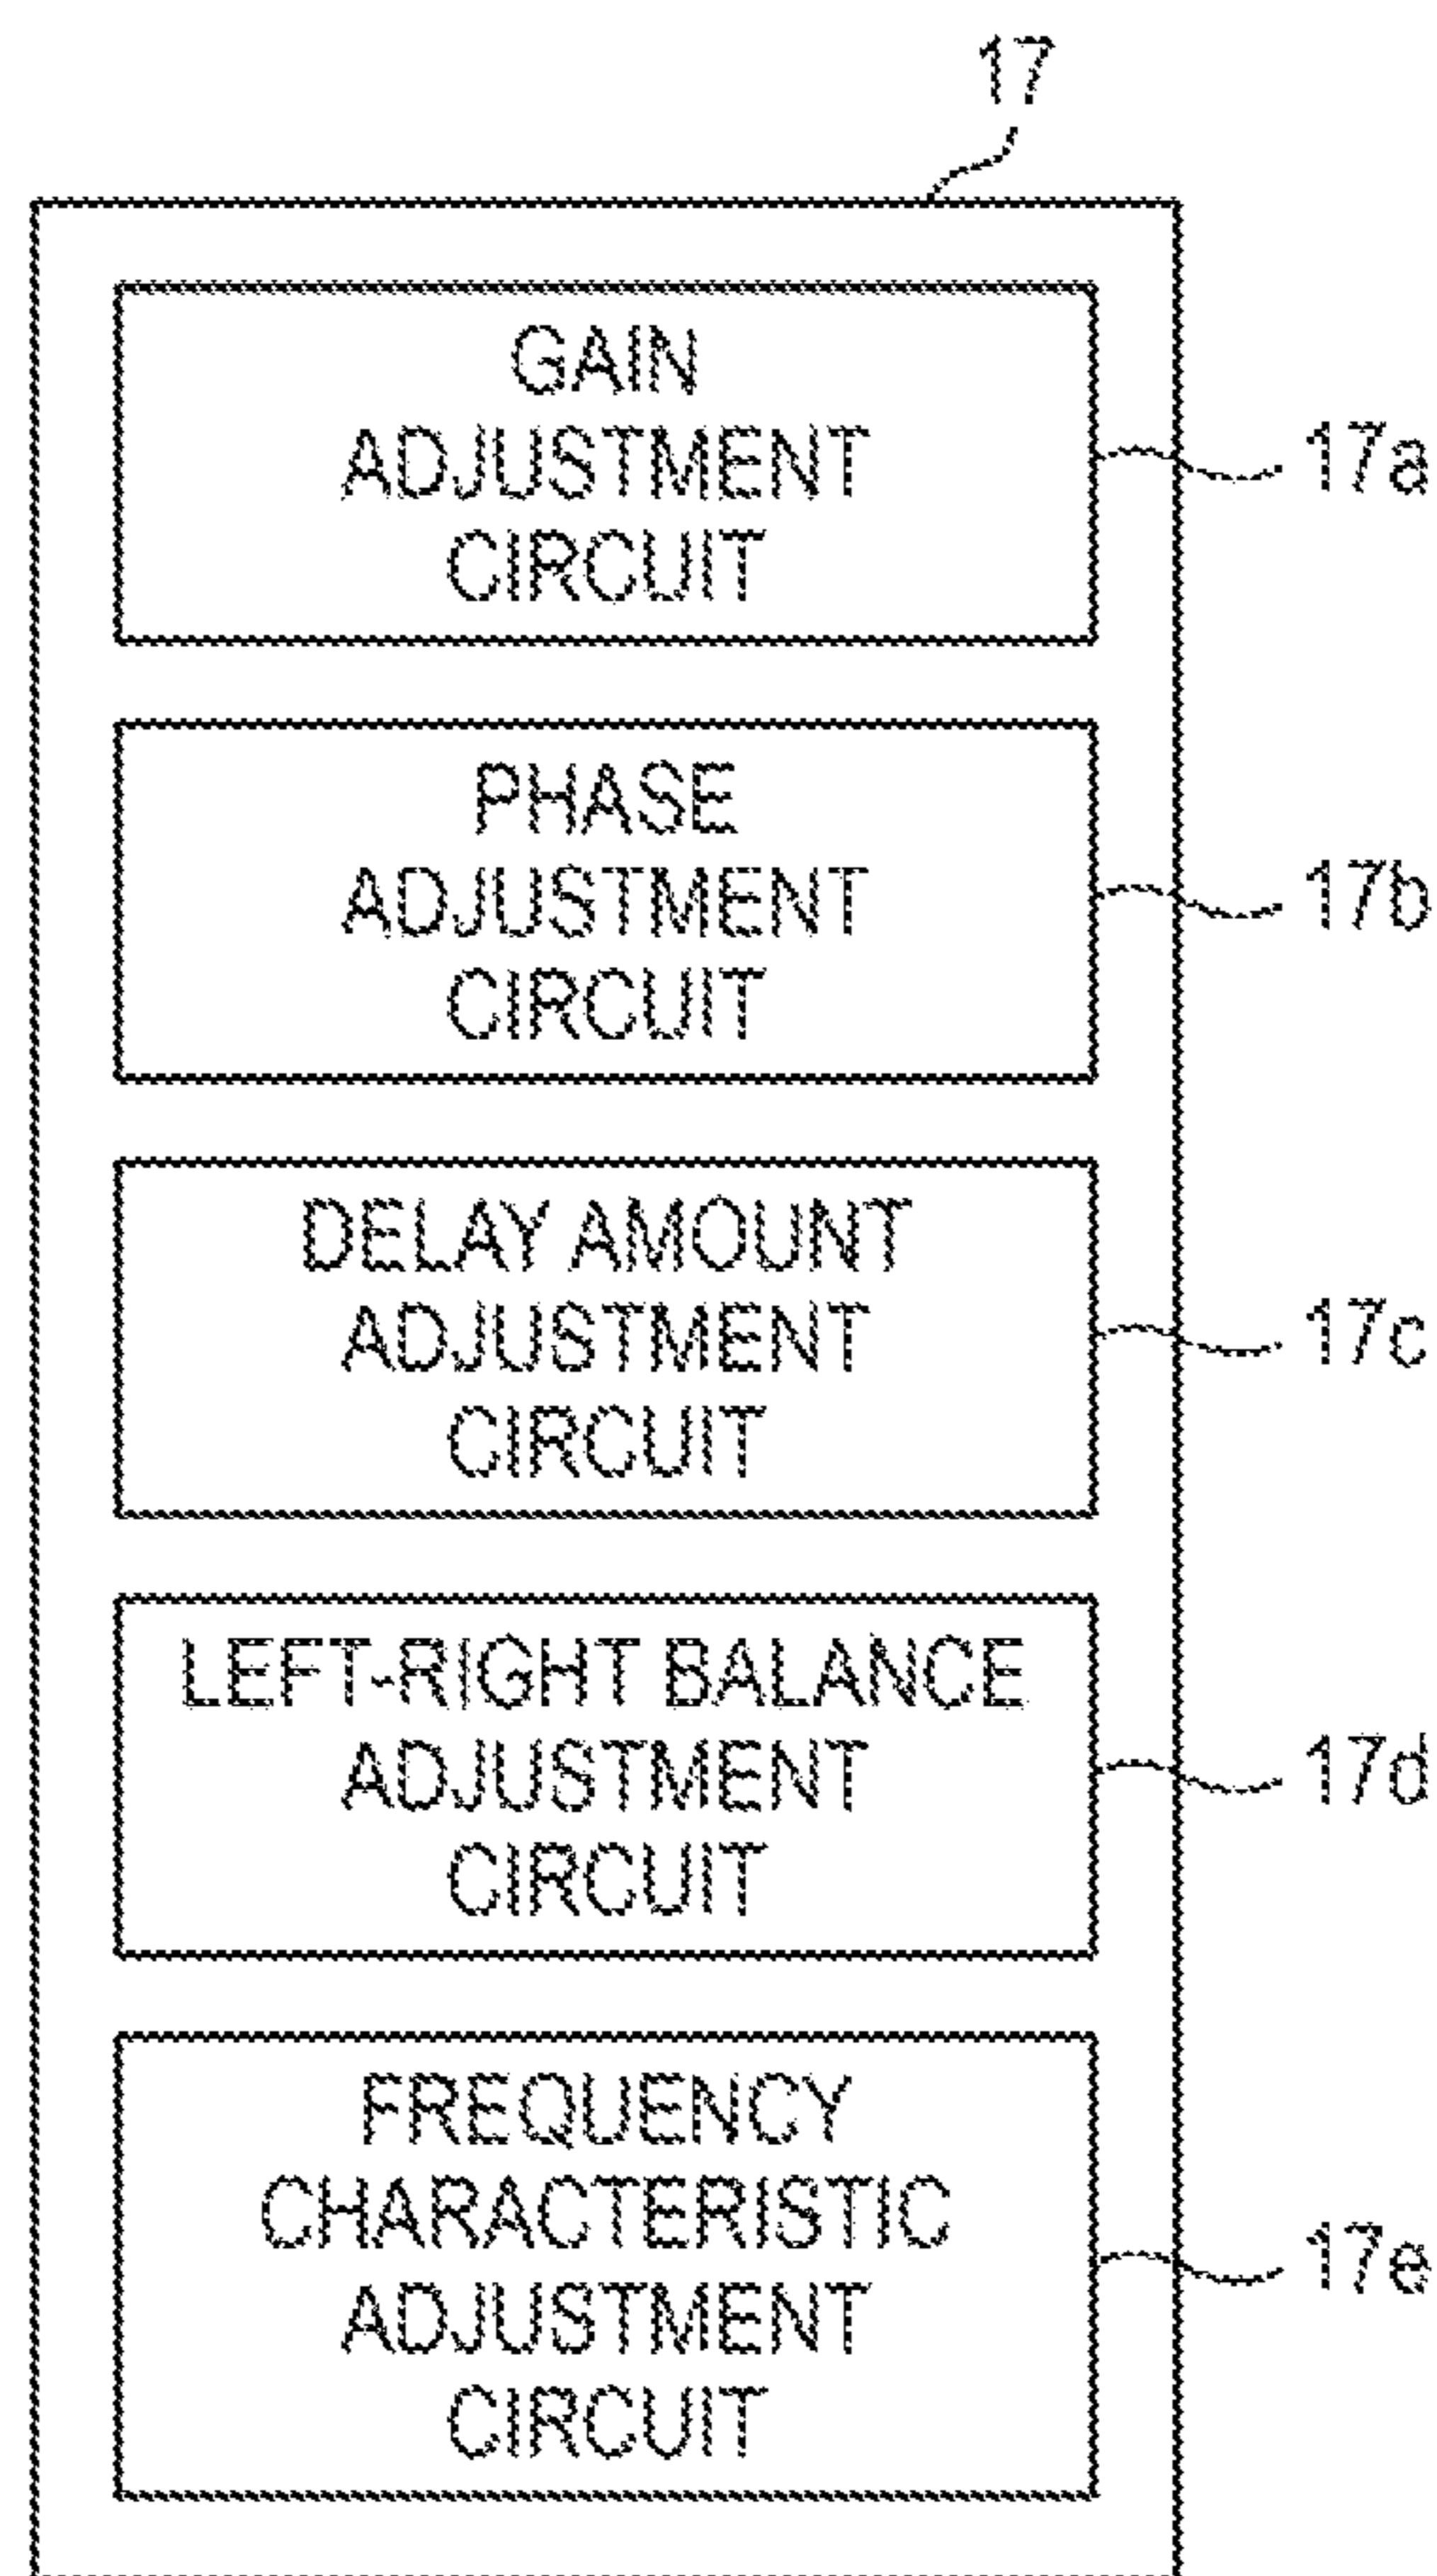 17
GAIN
ADJUSTMENT
CIRCUIT
17a
PHASE
ADJUSTMENT
CIRCUIT
17b
DELAY AMOUNT
ADJUSTMENT
CIRCUIT
17c
LEFT-RIGHT BALANCE
ADJUSTMENT
CIRCUIT
17d
FREQUENCY
CHARACTERISTIC
ADJUSTMENT
CIRCUIT
17e